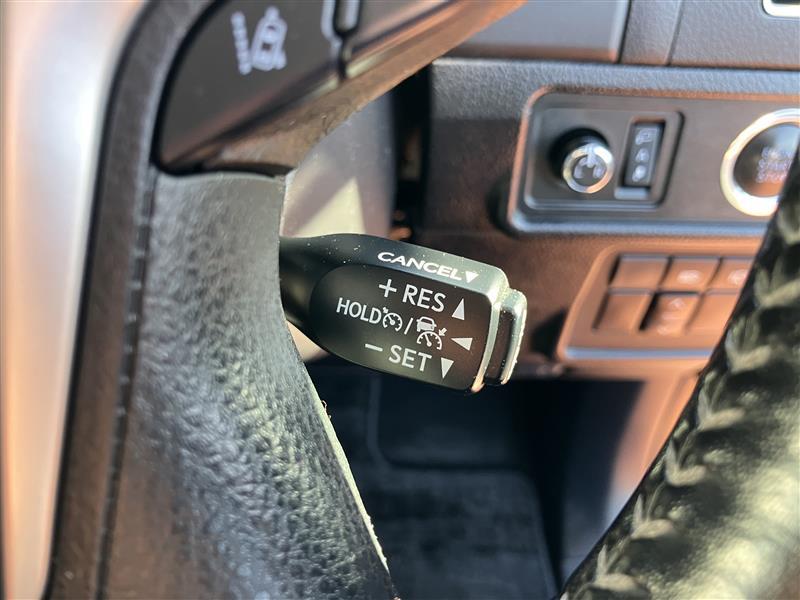 CANCEL▼
+ RES ▲
HOLD / ◀
− SET ▼